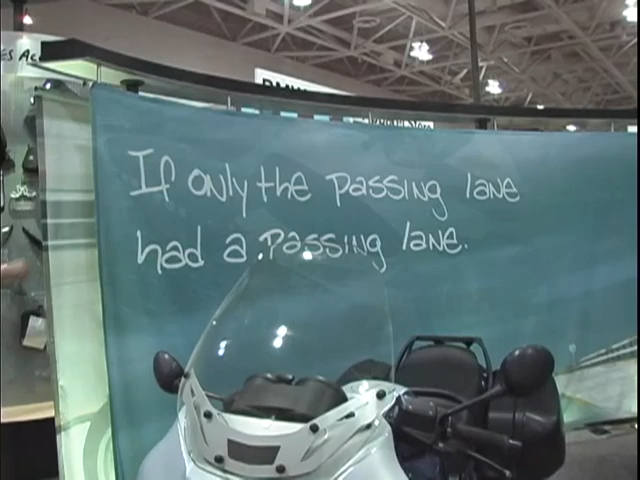 If only the passing lane
had a passing lane.